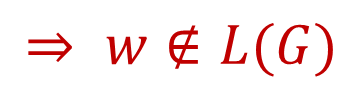 ⇒ w ∉ L(G)